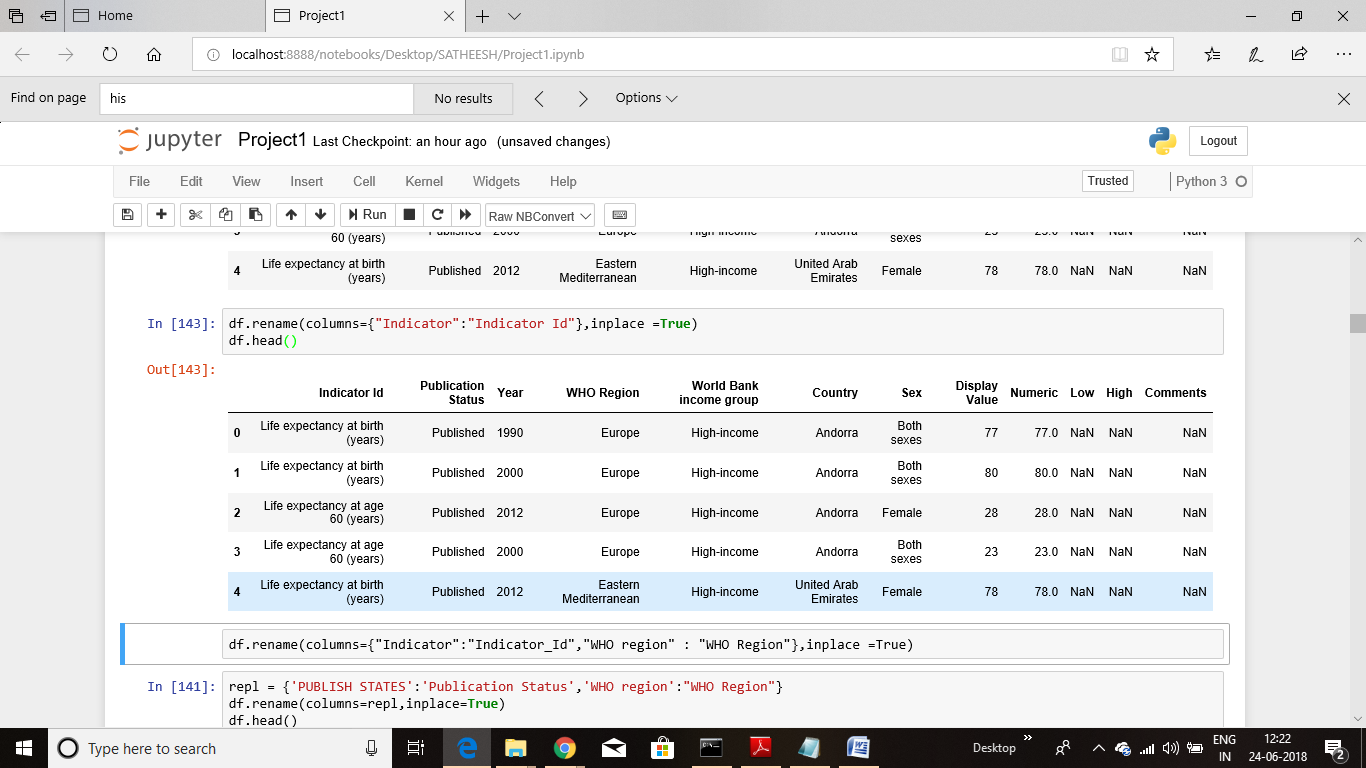 Home
Project1
localhost:8888/notebooks/Desktop/SATHEESH/Project1.ipynb
Find on page his No results Options
jupyter Project1 Last Checkpoint: an hour ago (unsaved changes) Logout
File Edit View Insert Cell Kernel Widgets Help Trusted Python 3
Run Raw NBConvert
60 (years) sexes
4 Life expectancy at birth (years) Published 2012 Eastern Mediterranean High-income United Arab Emirates Female 78 78.0 NaN NaN NaN
In [143]: df.rename(columns={"Indicator":"Indicator Id"},inplace =True)
df.head()
Out[143]:
Indicator Id Publication Status Year WHO Region World Bank income group Country Sex Display Value Numeric Low High Comments
0 Life expectancy at birth (years) Published 1990 Europe High-income Andorra Both sexes 77 77.0 NaN NaN NaN
1 Life expectancy at birth (years) Published 2000 Europe High-income Andorra Both sexes 80 80.0 NaN NaN NaN
2 Life expectancy at age 60 (years) Published 2012 Europe High-income Andorra Female 28 28.0 NaN NaN NaN
3 Life expectancy at age 60 (years) Published 2000 Europe High-income Andorra Both sexes 23 23.0 NaN NaN NaN
4 Life expectancy at birth (years) Published 2012 Eastern Mediterranean High-income United Arab Emirates Female 78 78.0 NaN NaN NaN
df.rename(columns={"Indicator":"Indicator_Id","WHO region" : "WHO Region"},inplace =True)
In [141]: repl = {'PUBLISH STATES':'Publication Status','WHO region':"WHO Region"}
df.rename(columns=repl,inplace=True)
df.head()
Type here to search Desktop ENG IN 12:22 24-06-2018 2